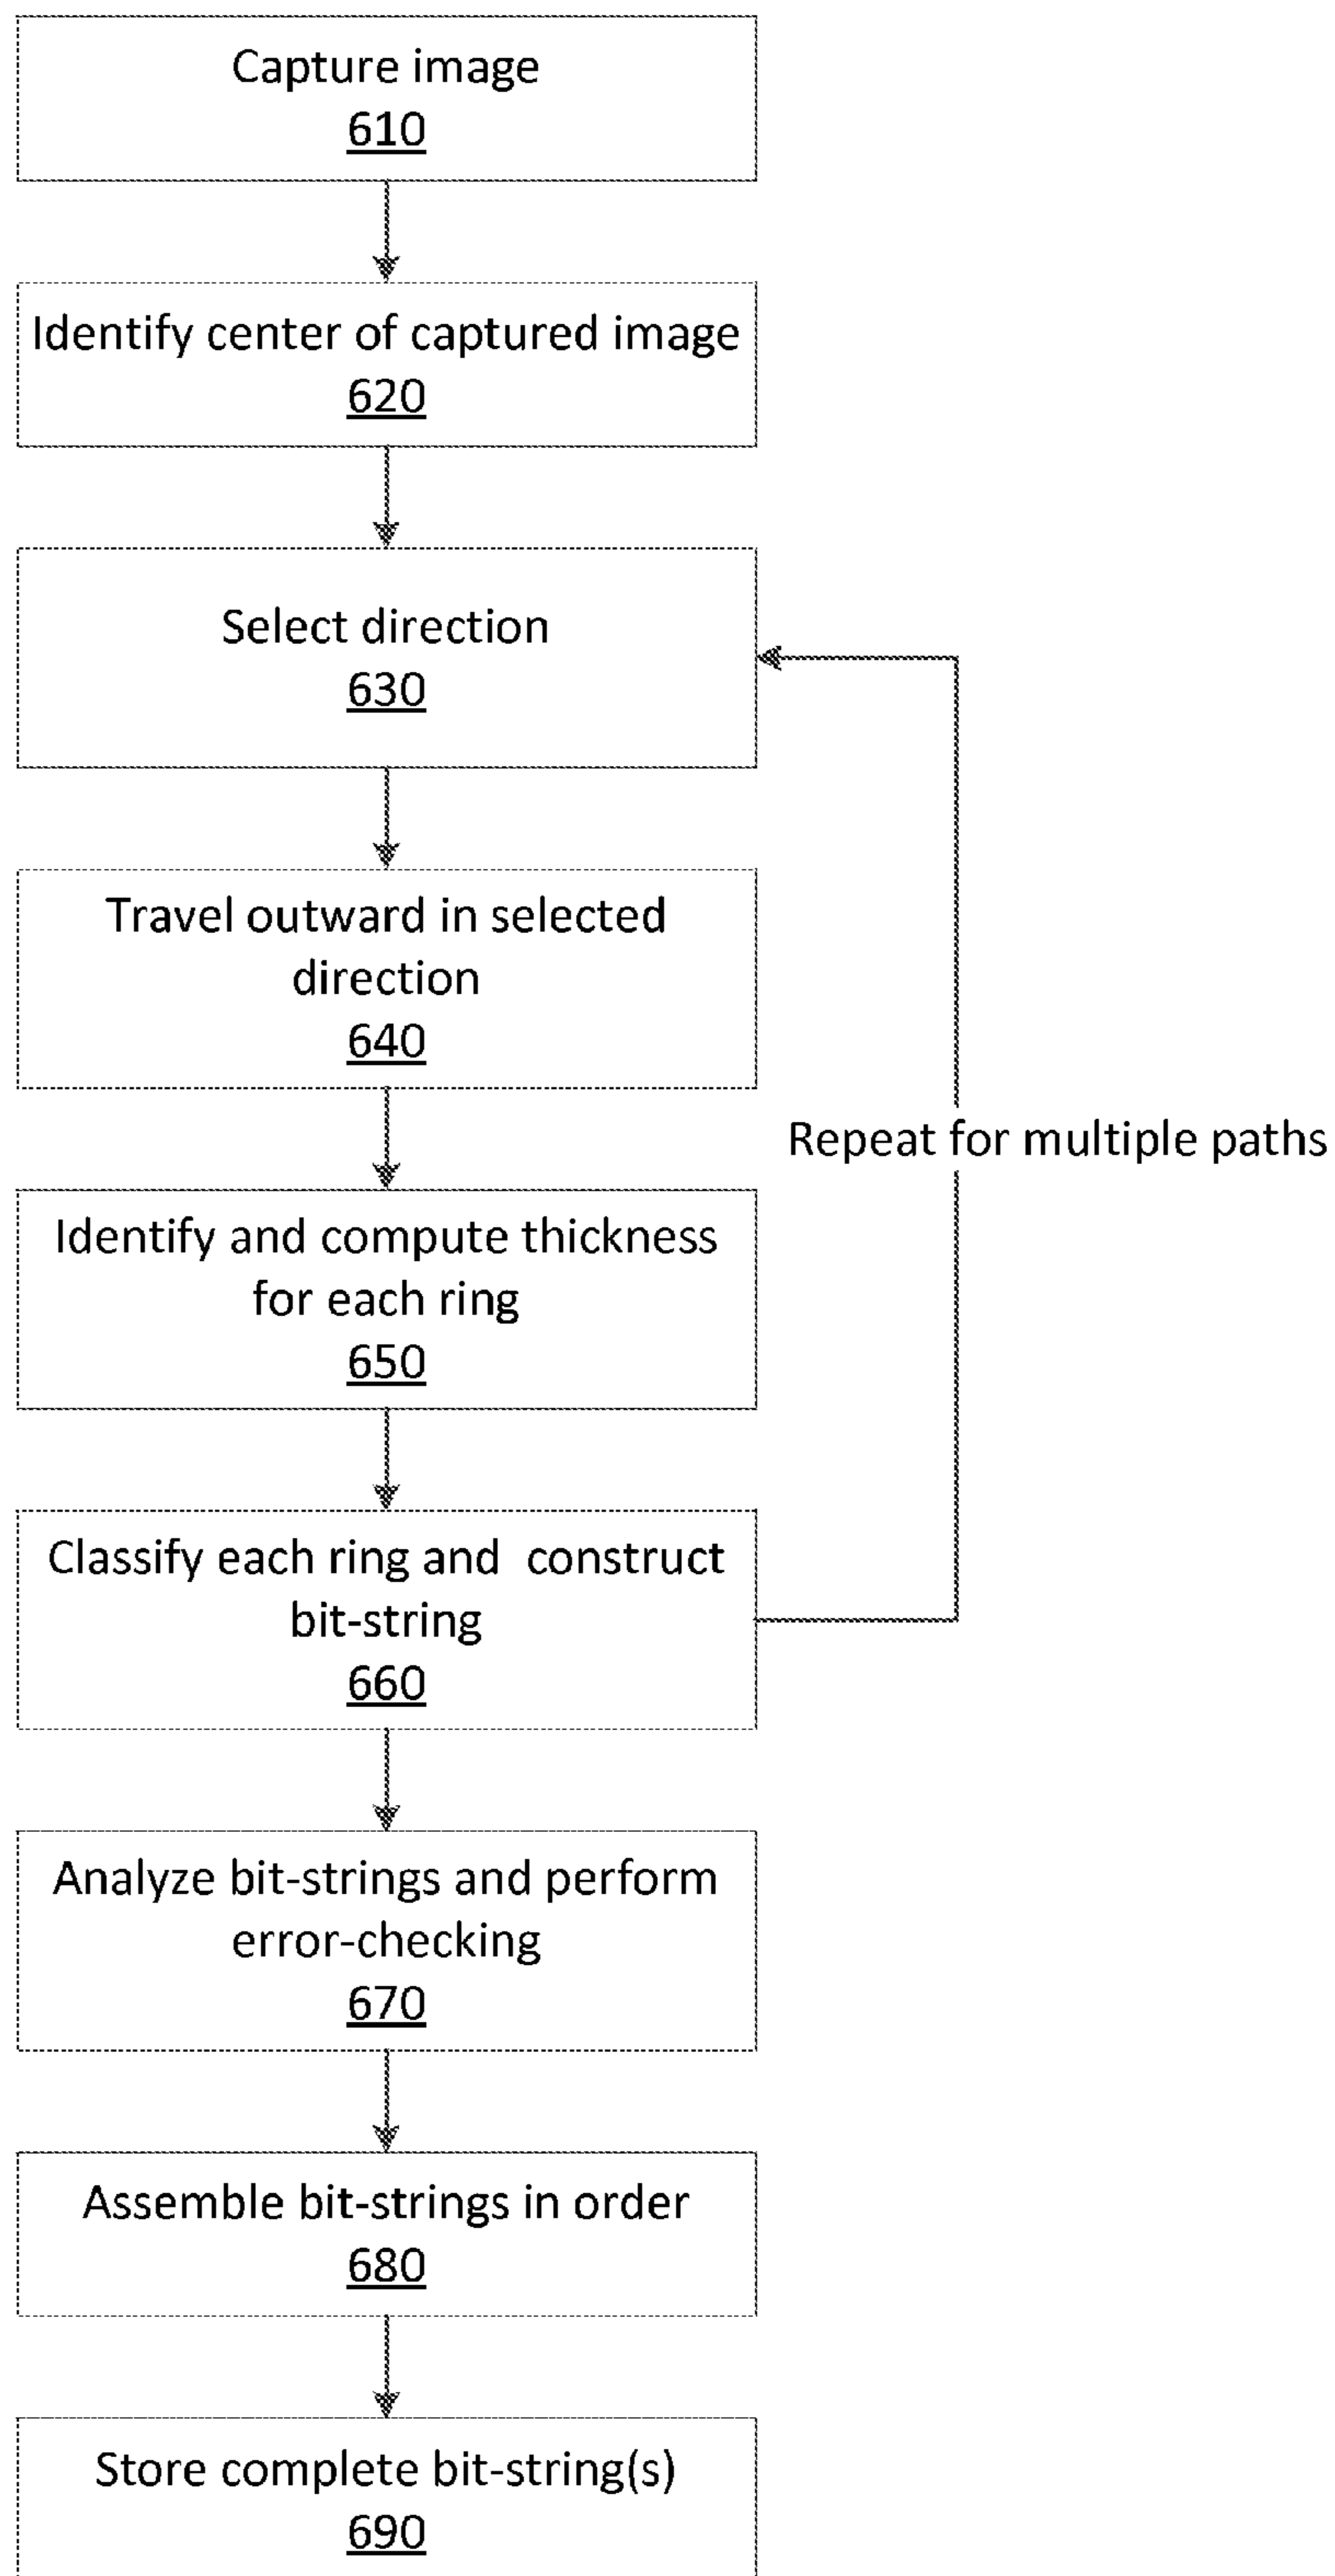 Capture image
610
Identify center of captured image
620
Select direction
630
Travel outward in selected
direction
640
Repeat for multiple paths
Identify and compute thickness
for each ring
650
Classify each ring and construct
bit-string
660
Analyze bit-strings and perform
error-checking
670
Assemble bit-strings in order
680
Store complete bit-string(s)
690